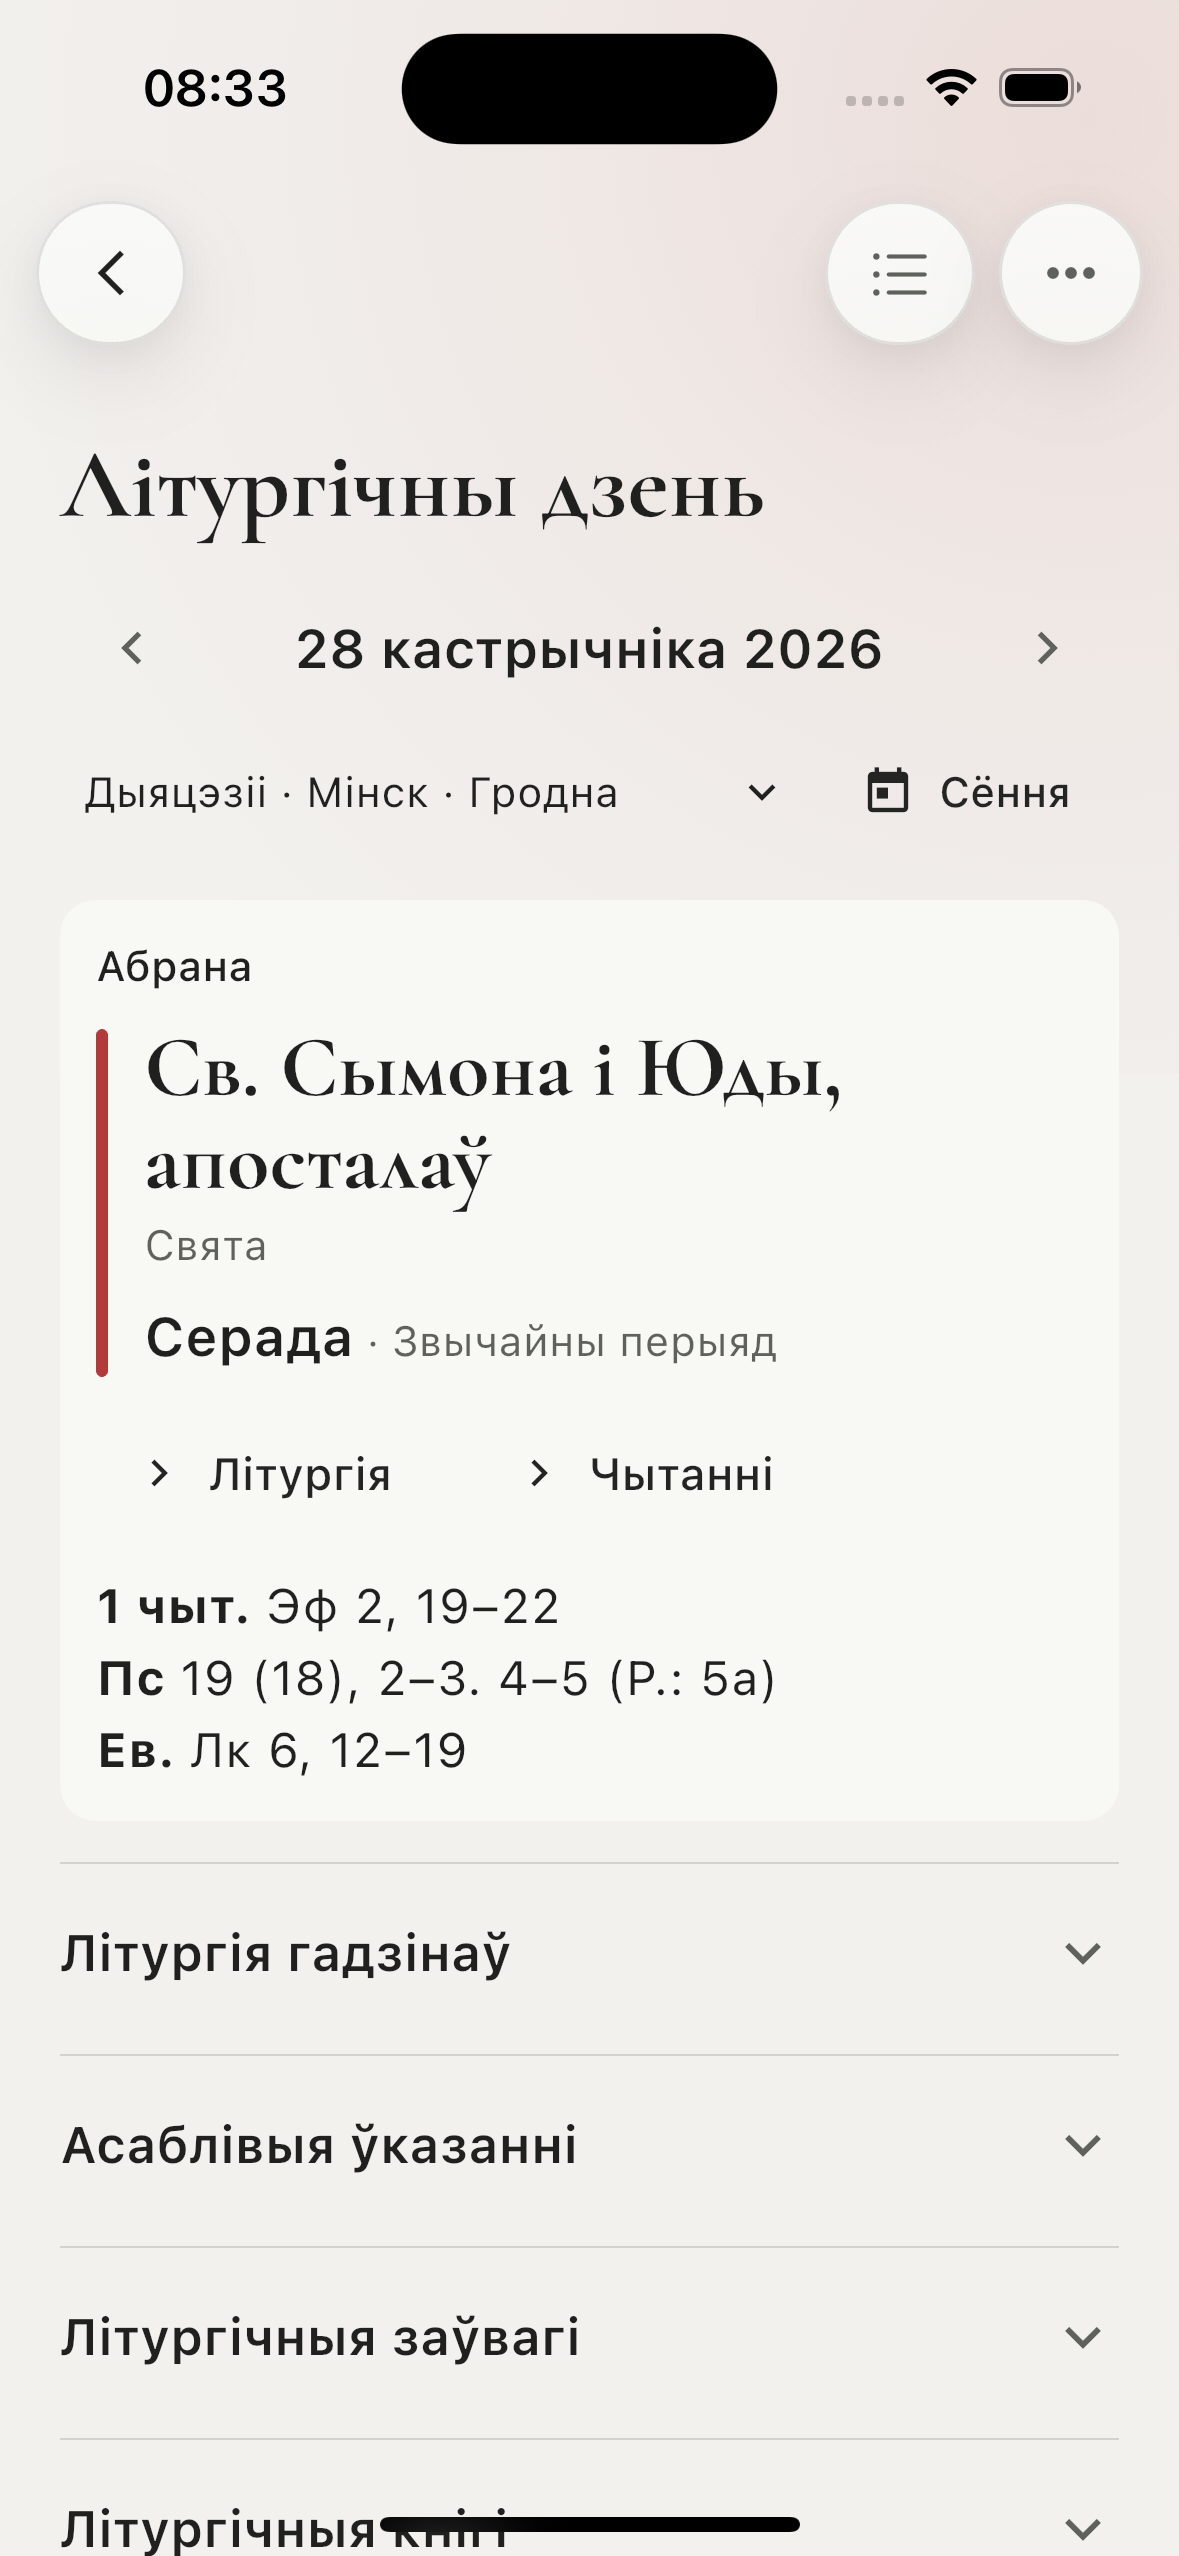 08:33
Літургічны дзень
28 кастрычніка 2026
Дыяцэзіі · Мінск · Гродна
Сёння
Абрана
Св. Сымона і Юды,
апосталаў
Свята
Серада · Звычайны перыяд
Літургія
Чытанні
1 чыт. Эф 2, 19–22
Пс 19 (18), 2–3. 4–5 (Р.: 5а)
Ев. Лк 6, 12–19
Літургія гадзінаў
Асаблівыя ўказанні
Літургічныя заўвагі
Літургічныя кнігі